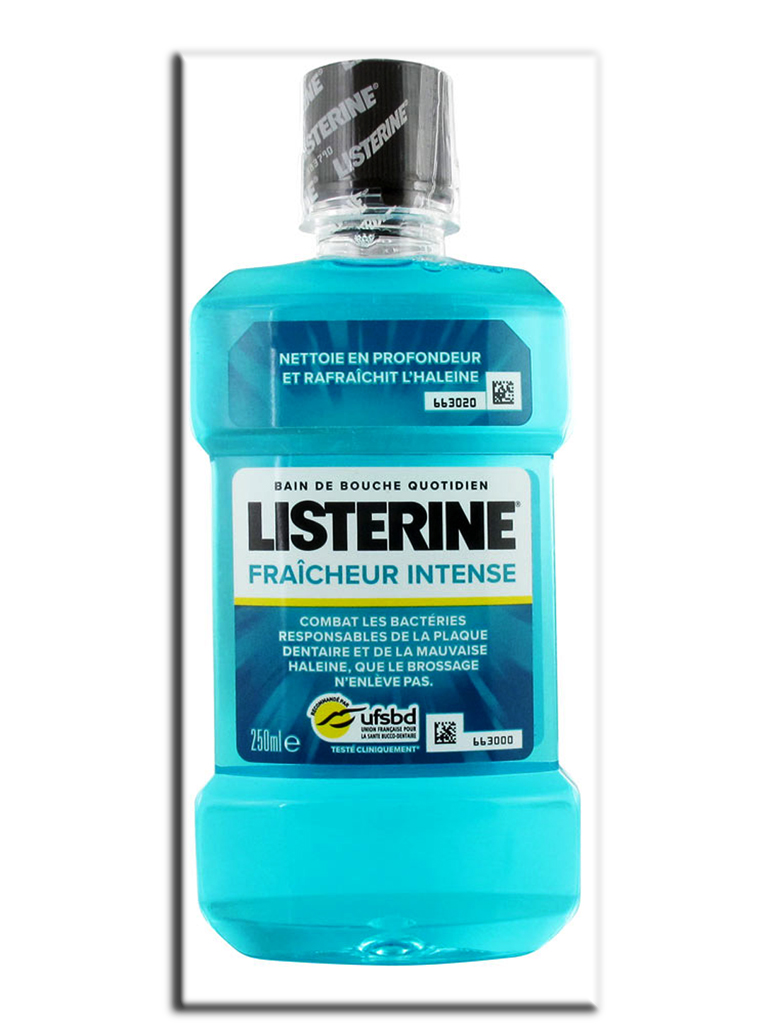 LISTERINE®
LISTERINE®
NETTOIE EN PROFONDEUR
ET RAFRAÎCHIT L'HALEINE
663020
BAIN DE BOUCHE QUOTIDIEN
LISTERINE®
FRAÎCHEUR INTENSE
COMBAT LES BACTÉRIES
RESPONSABLES DE LA PLAQUE
DENTAIRE ET DE LA MAUVAISE
HALEINE, QUE LE BROSSAGE
N'ENLÈVE PAS.
RECOMMANDÉ PAR
ufsbd
UNION FRANÇAISE POUR
LA SANTÉ BUCCO-DENTAIRE
250ml e
TESTÉ CLINIQUEMENT*
663000